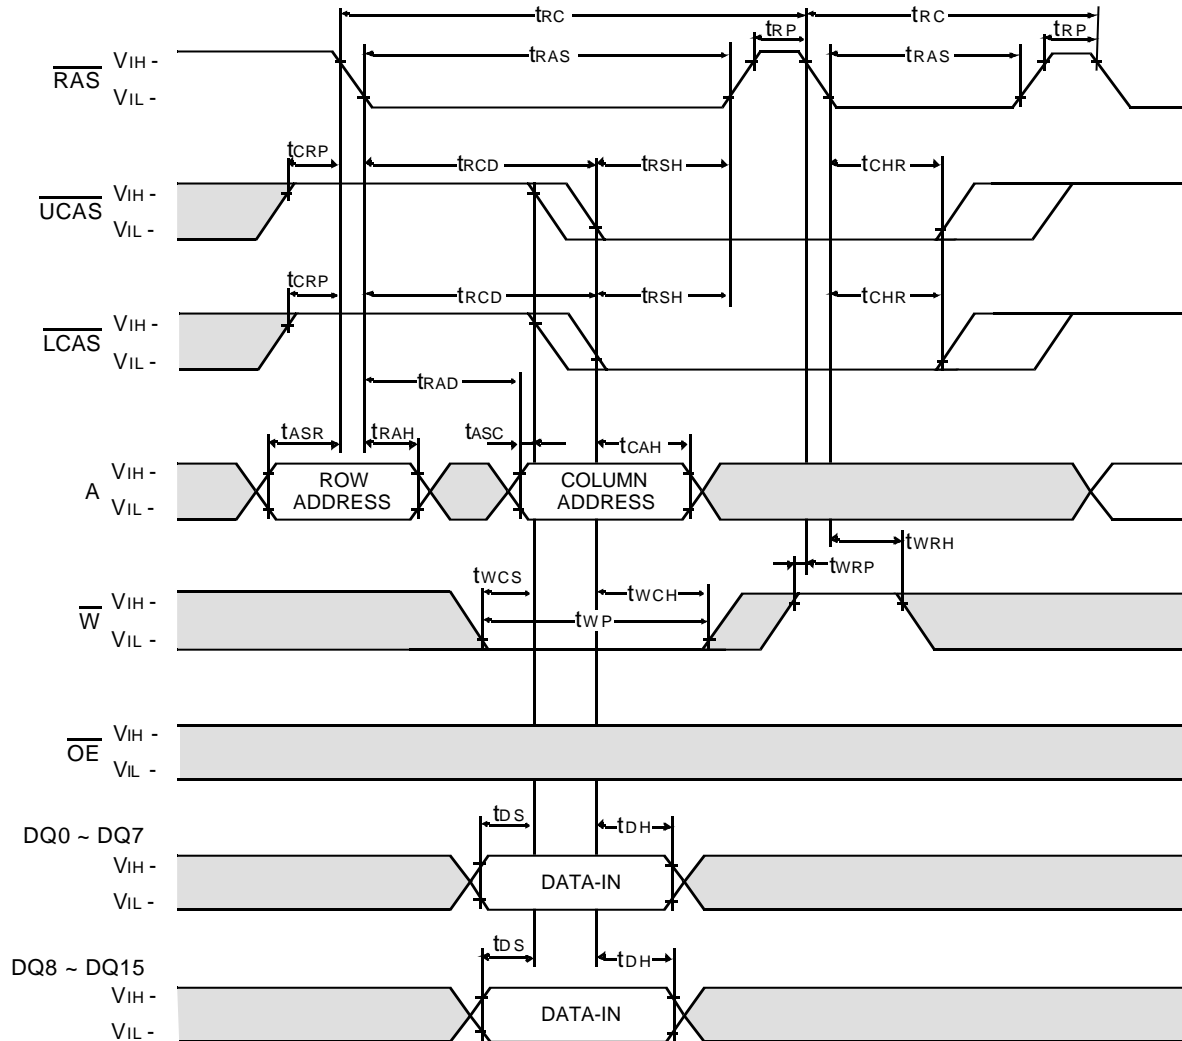 tRC tRC
tRP tRP
tRAS tRAS
RAS VIH -
VIL -
tCRP tRCD tRSH tCHR
UCAS VIH -
VIL -
tCRP tRCD tRSH tCHR
LCAS VIH -
VIL -
tRAD
tASR tRAH tASC tCAH
A VIH -
VIL -
ROW
ADDRESS
COLUMN
ADDRESS
tWRH
tWRP
tWCS tWCH
tWP
W VIH -
VIL -
OE VIH -
VIL -
tDS tDH
DQ0 ~ DQ7
VIH -
VIL -
DATA-IN
tDS tDH
DQ8 ~ DQ15
VIH -
VIL -
DATA-IN